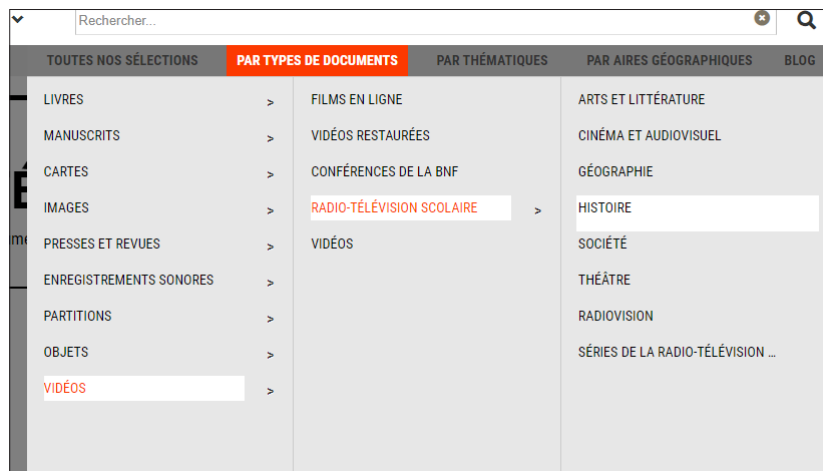 Rechercher...
TOUTES NOS SÉLECTIONS PAR TYPES DE DOCUMENTS PAR THÉMATIQUES PAR AIRES GÉOGRAPHIQUES BLOG
LIVRES >
MANUSCRITS >
CARTES >
IMAGES >
PRESSES ET REVUES >
ENREGISTREMENTS SONORES >
PARTITIONS >
OBJETS >
VIDÉOS >
FILMS EN LIGNE
VIDÉOS RESTAURÉES
CONFÉRENCES DE LA BNF
RADIO-TÉLÉVISION SCOLAIRE >
VIDÉOS
ARTS ET LITTÉRATURE
CINÉMA ET AUDIOVISUEL
GÉOGRAPHIE
HISTOIRE
SOCIÉTÉ
THÉÂTRE
RADIOVISION
SÉRIES DE LA RADIO-TÉLÉVISION ...